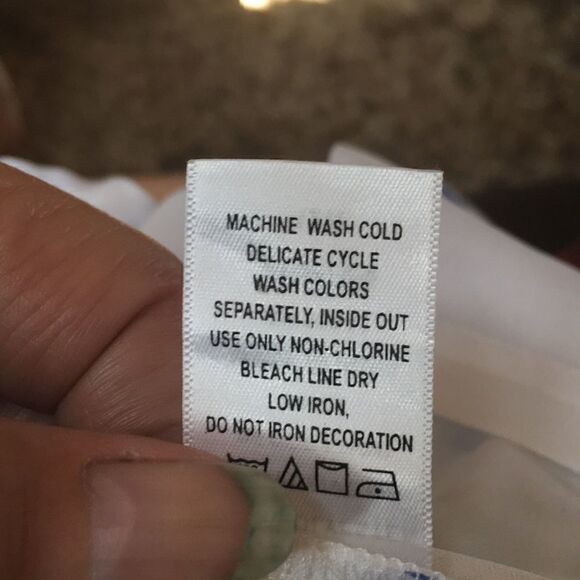 MACHINE WASH COLD
DELICATE CYCLE
WASH COLORS
SEPARATELY, INSIDE OUT
USE ONLY NON-CHLORINE
BLEACH LINE DRY
LOW IRON,
DO NOT IRON DECORATION